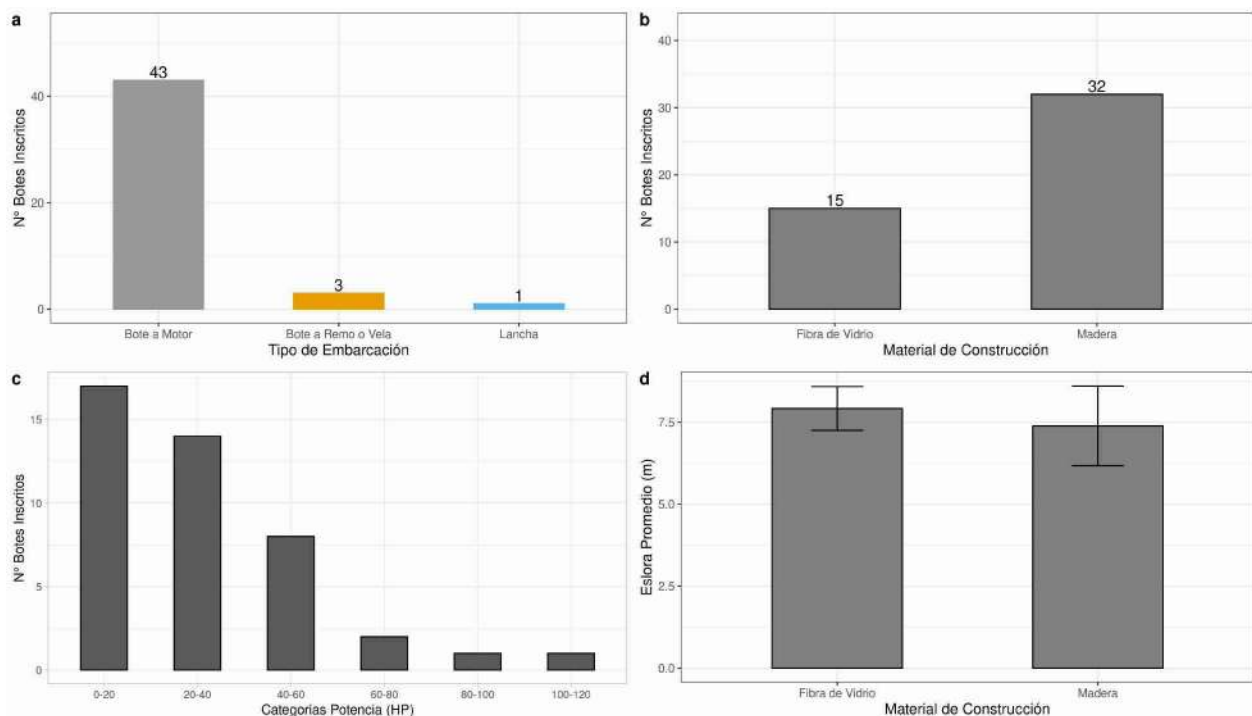 a
N° Botes Inscritos
40
20
0
43
3
1
Bote a Motor
Bote a Remo o Vela
Lancha
Tipo de Embarcación
b
N° Botes Inscritos
40
30
20
10
0
15
32
Fibra de Vidrio
Madera
Material de Construcción
c
N° Botes Inscritos
15
10
5
0
0-20
20-40
40-60
60-80
80-100
100-120
Categorías Potencia (HP)
d
Eslora Promedio (m)
7.5
5.0
2.5
0.0
Fibra de Vidrio
Madera
Material de Construcción